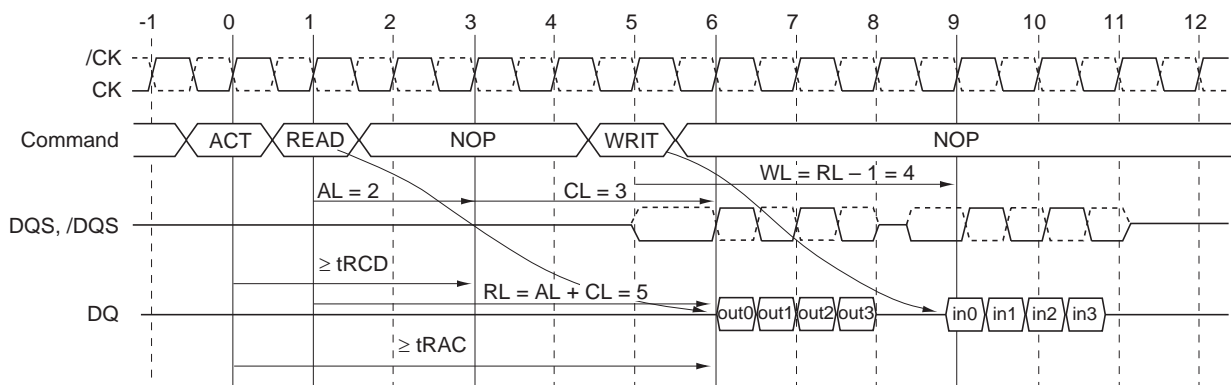 -1 0 1 2 3 4 5 6 7 8 9 10 11 12
/CK
CK
Command ACT READ NOP WRIT NOP
WL = RL − 1 = 4
AL = 2 CL = 3
DQS, /DQS
≥ tRCD
RL = AL + CL = 5
DQ out0 out1 out2 out3 in0 in1 in2 in3
≥ tRAC